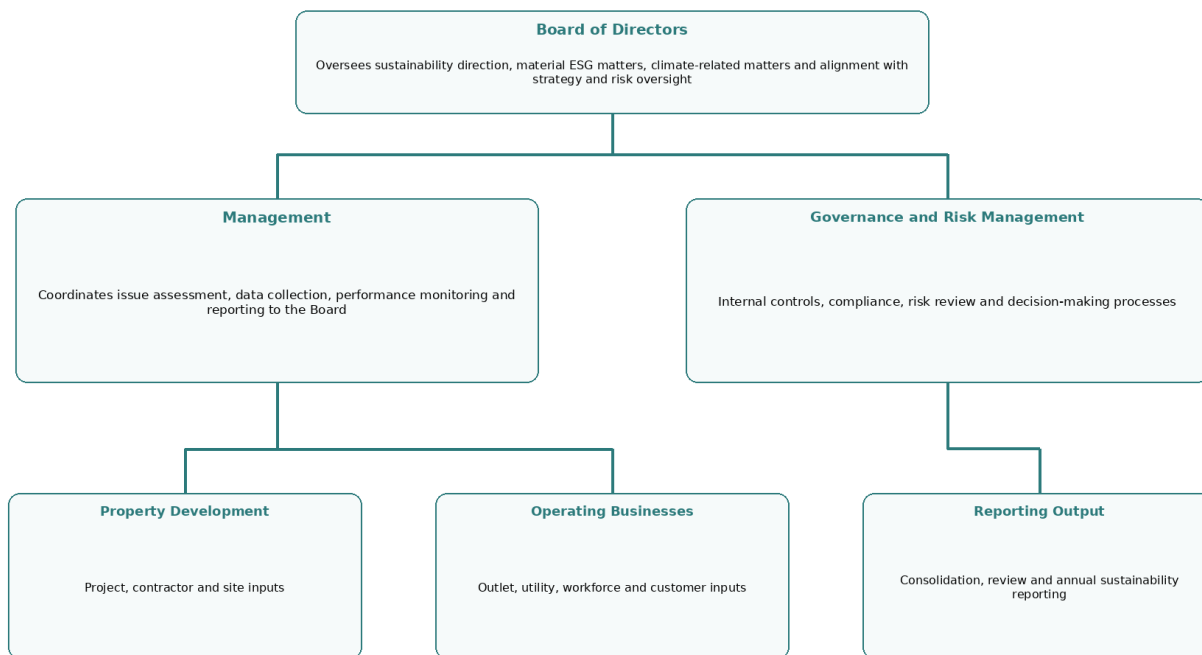 Board of Directors
Oversees sustainability direction, material ESG matters, climate-related matters and alignment with
strategy and risk oversight
Management
Coordinates issue assessment, data collection, performance monitoring and
reporting to the Board
Governance and Risk Management
Internal controls, compliance, risk review and decision-making processes
Property Development
Project, contractor and site inputs
Operating Businesses
Outlet, utility, workforce and customer inputs
Reporting Output
Consolidation, review and annual sustainability
reporting